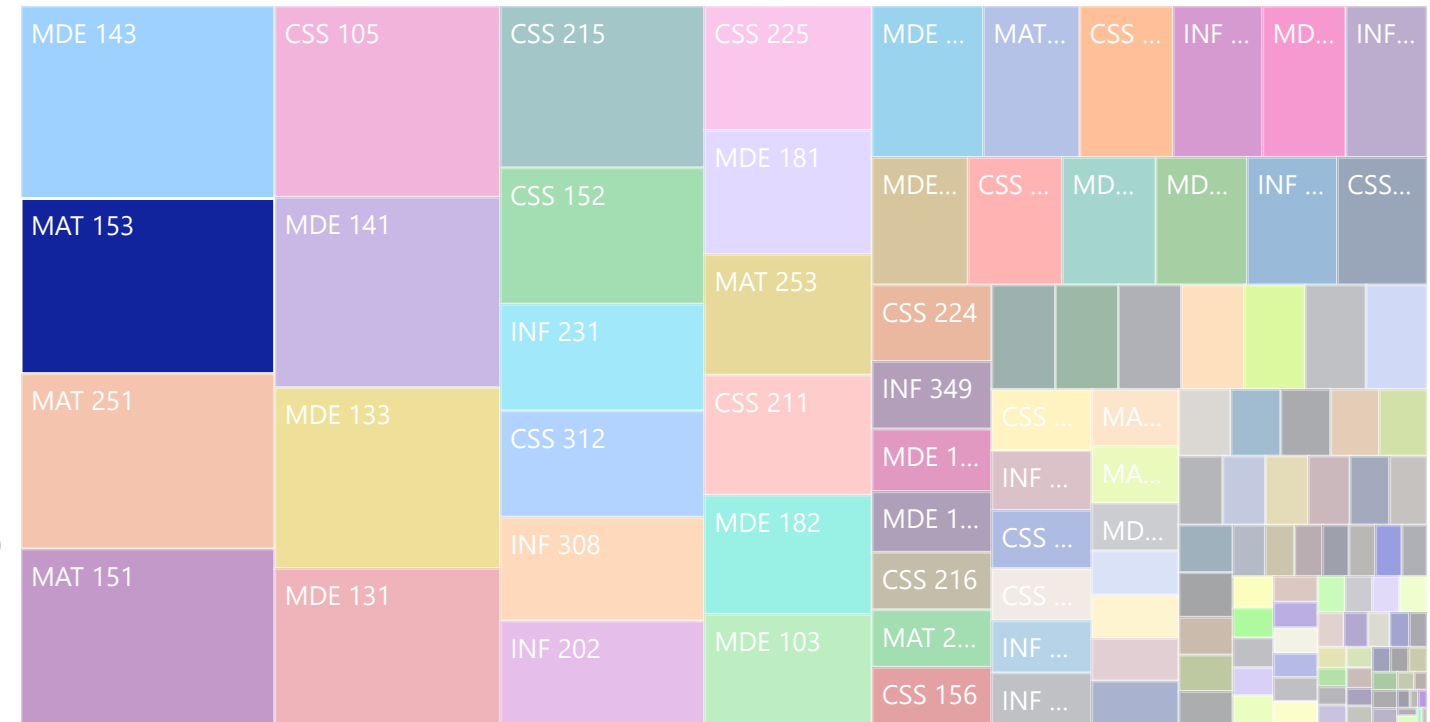 MDE 143
MAT 153
MAT 251
MAT 151
CSS 105
MDE 141
MDE 133
MDE 131
CSS 215
CSS 152
INF 231
CSS 312
INF 308
INF 202
CSS 225
MDE 181
MAT 253
CSS 211
MDE 182
MDE 103
MDE ...
MAT...
CSS ...
INF ...
MD...
INF...
MDE...
CSS ...
MD...
MD...
INF ...
CSS...
CSS 224
INF 349
MDE 1...
MDE 1...
CSS 216
MAT 2...
CSS 156
CSS ...
INF ...
CSS ...
CSS ...
INF ...
INF ...
MA...
MA...
MD...